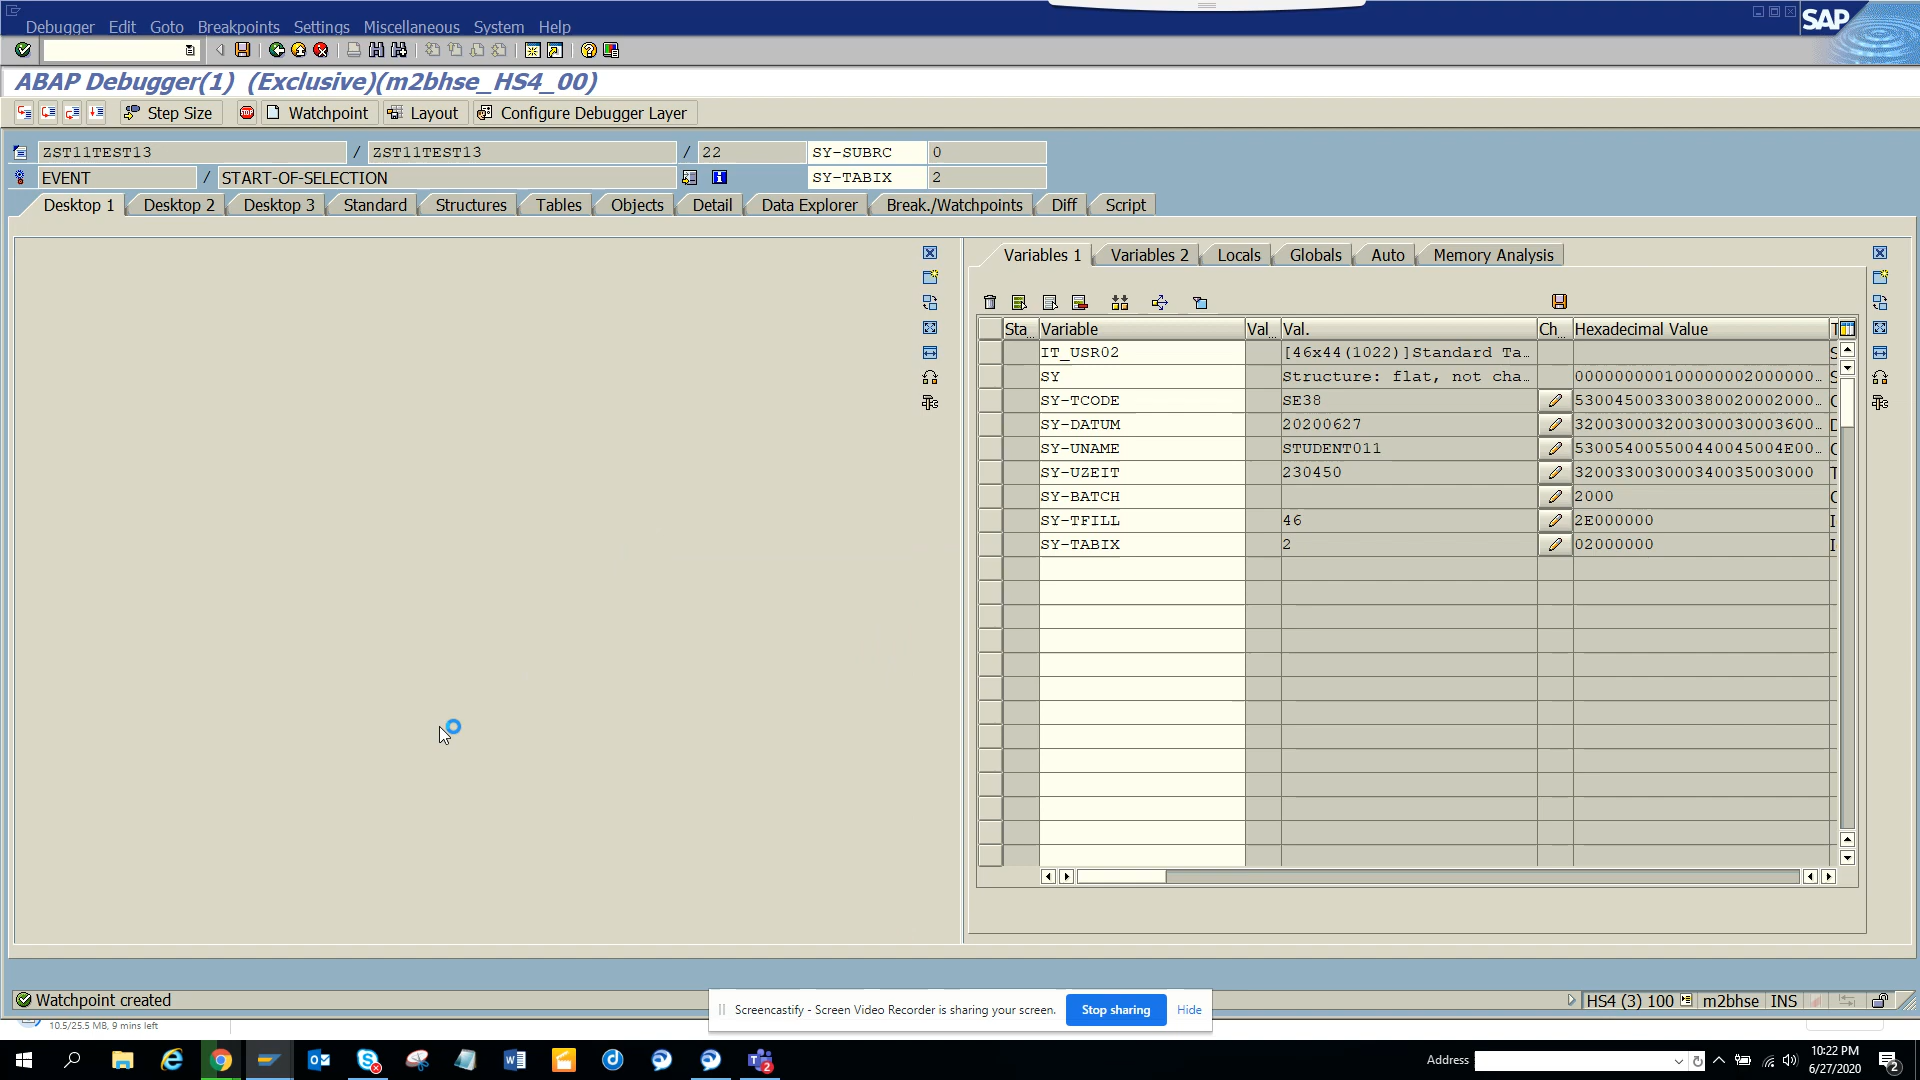 Debugger Edit Goto Breakpoints Settings Miscellaneous System Help
SAP
ABAP Debugger(1) (Exclusive)(m2bhse_HS4_00)
Step Size Watchpoint Layout Configure Debugger Layer
ZST11TEST13 / ZST11TEST13 / 22 SY-SUBRC 0
EVENT / START-OF-SELECTION SY-TABIX 2
Desktop 1 Desktop 2 Desktop 3 Standard Structures Tables Objects Detail Data Explorer Break./Watchpoints Diff Script
Variables 1 Variables 2 Locals Globals Auto Memory Analysis
Sta... Variable Val... Val. Ch... Hexadecimal Value T
IT_USR02 [46x44(1022)]Standard Ta... S
SY Structure: flat, not cha... 0000000001000000020000000... S
SY-TCODE SE38 5300450033003800200020000... C
SY-DATUM 20200627 D
SY-UNAME STUDENT011 C
SY-UZEIT 230450 320033003000340035003000 T
SY-BATCH 2000 C
SY-TFILL 46 2E000000 I
SY-TABIX 2 02000000 I
Watchpoint created
Screencastify - Screen Video Recorder is sharing your screen. Stop sharing Hide
HS4 (3) 100 m2bhse INS
10.5/25.5 MB, 9 mins left
Address
10:22 PM
6/27/2020
2
2